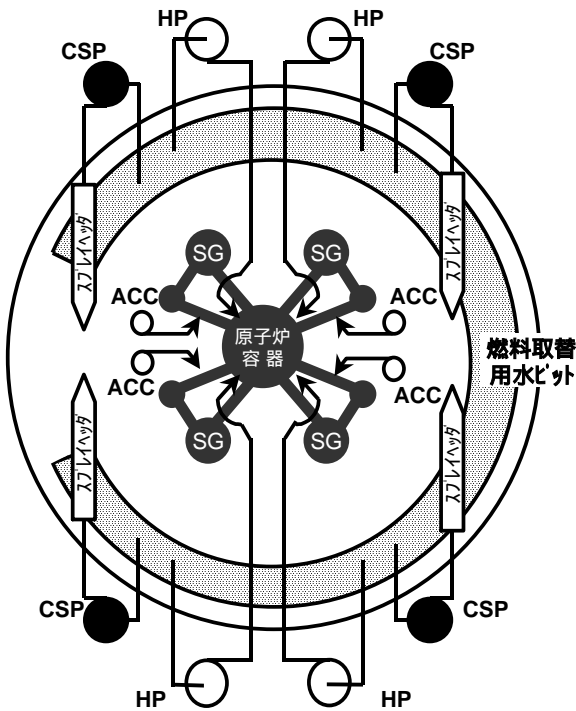 HP
HP
CSP
CSP
スプレイヘッダ
スプレイヘッダ
SG
SG
ACC
ACC
原子炉
容器
燃料取替
用水ピット
ACC
ACC
SG
SG
スプレイヘッダ
スプレイヘッダ
CSP
CSP
HP
HP